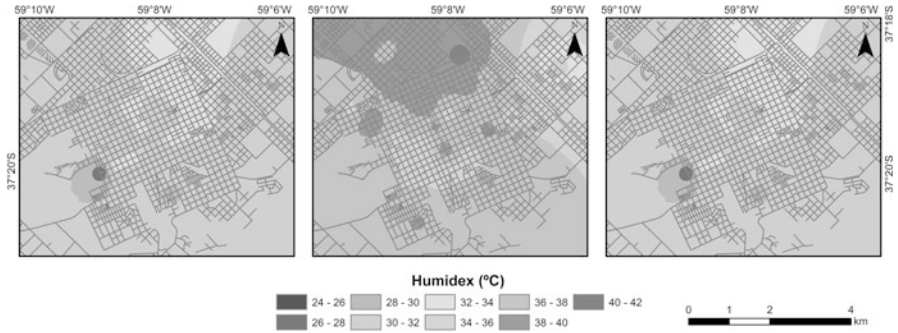 59°10'W 59°8'W 59°6'W 59°10'W 59°8'W 59°6'W 59°10'W 59°8'W 59°6'W
37°18'S
N N N
37°20'S 37°20'S
Humidex (ºC)
24 - 26 28 - 30 32 - 34 36 - 38 40 - 42
26 - 28 30 - 32 34 - 36 38 - 40
0 1 2 4
km